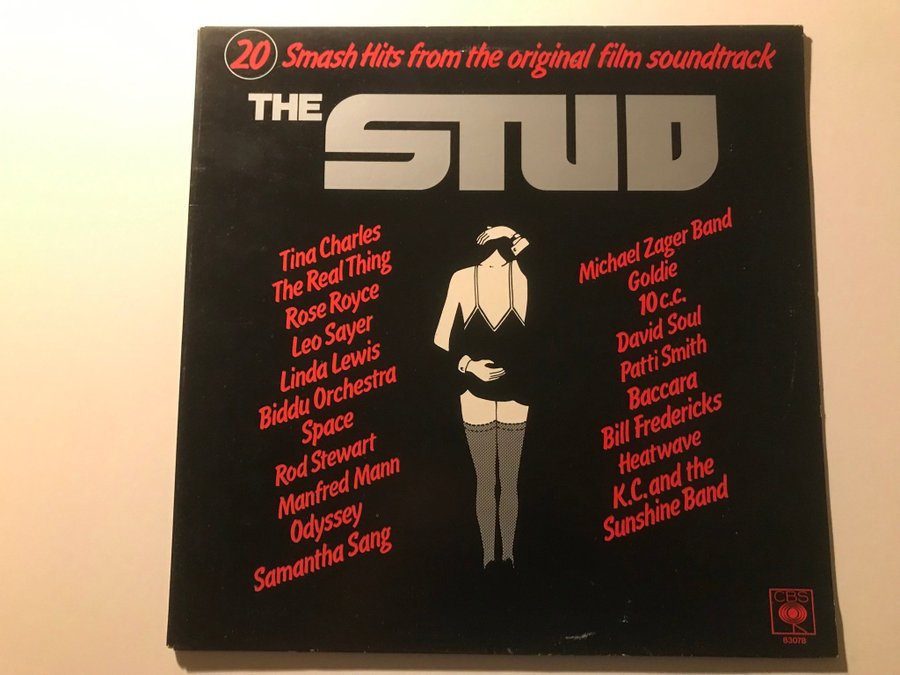 20 Smash Hits from the original film soundtrack
THE STUD
Tina Charles
The Real Thing
Rose Royce
Leo Sayer
Linda Lewis
Biddu Orchestra
Space
Rod Stewart
Manfred Mann
Odyssey
Samantha Sang
Michael Zager Band
Goldie
10 c.c.
David Soul
Patti Smith
Baccara
Bill Fredericks
Heatwave
K.C. and the
Sunshine Band
CBS
83078